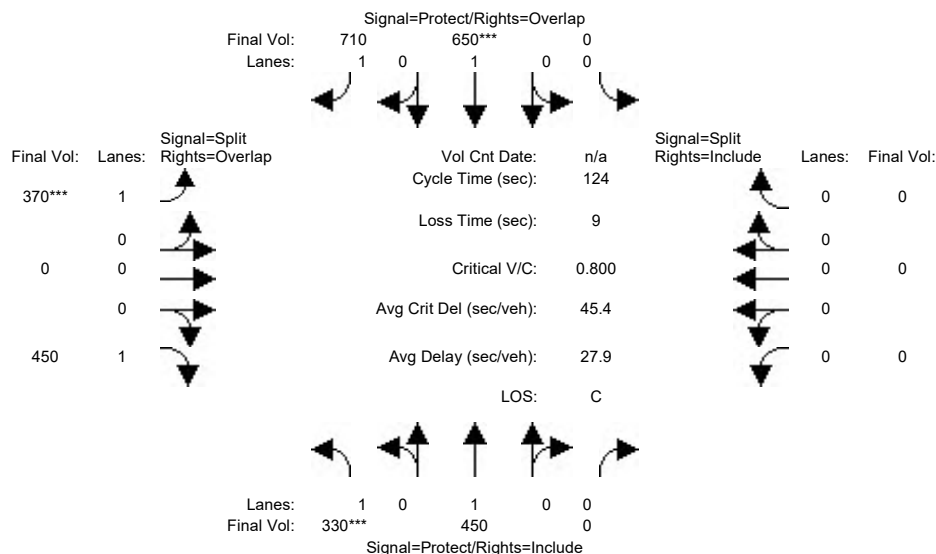 Signal=Protect/Rights=Overlap
Final Vol: 710 650*** 0
Lanes: 1 0 1 0 0
Signal=Split Signal=Split
Final Vol: Lanes: Rights=Overlap Vol Cnt Date: n/a Rights=Include Lanes: Final Vol:
Cycle Time (sec): 124
370*** 1 0 0
Loss Time (sec): 9
0 0
0 0 Critical V/C: 0.800 0 0
0 Avg Crit Del (sec/veh): 45.4 0
450 1 Avg Delay (sec/veh): 27.9 0 0
LOS: C
Lanes: 1 0 1 0 0
Final Vol: 330*** 450 0
Signal=Protect/Rights=Include